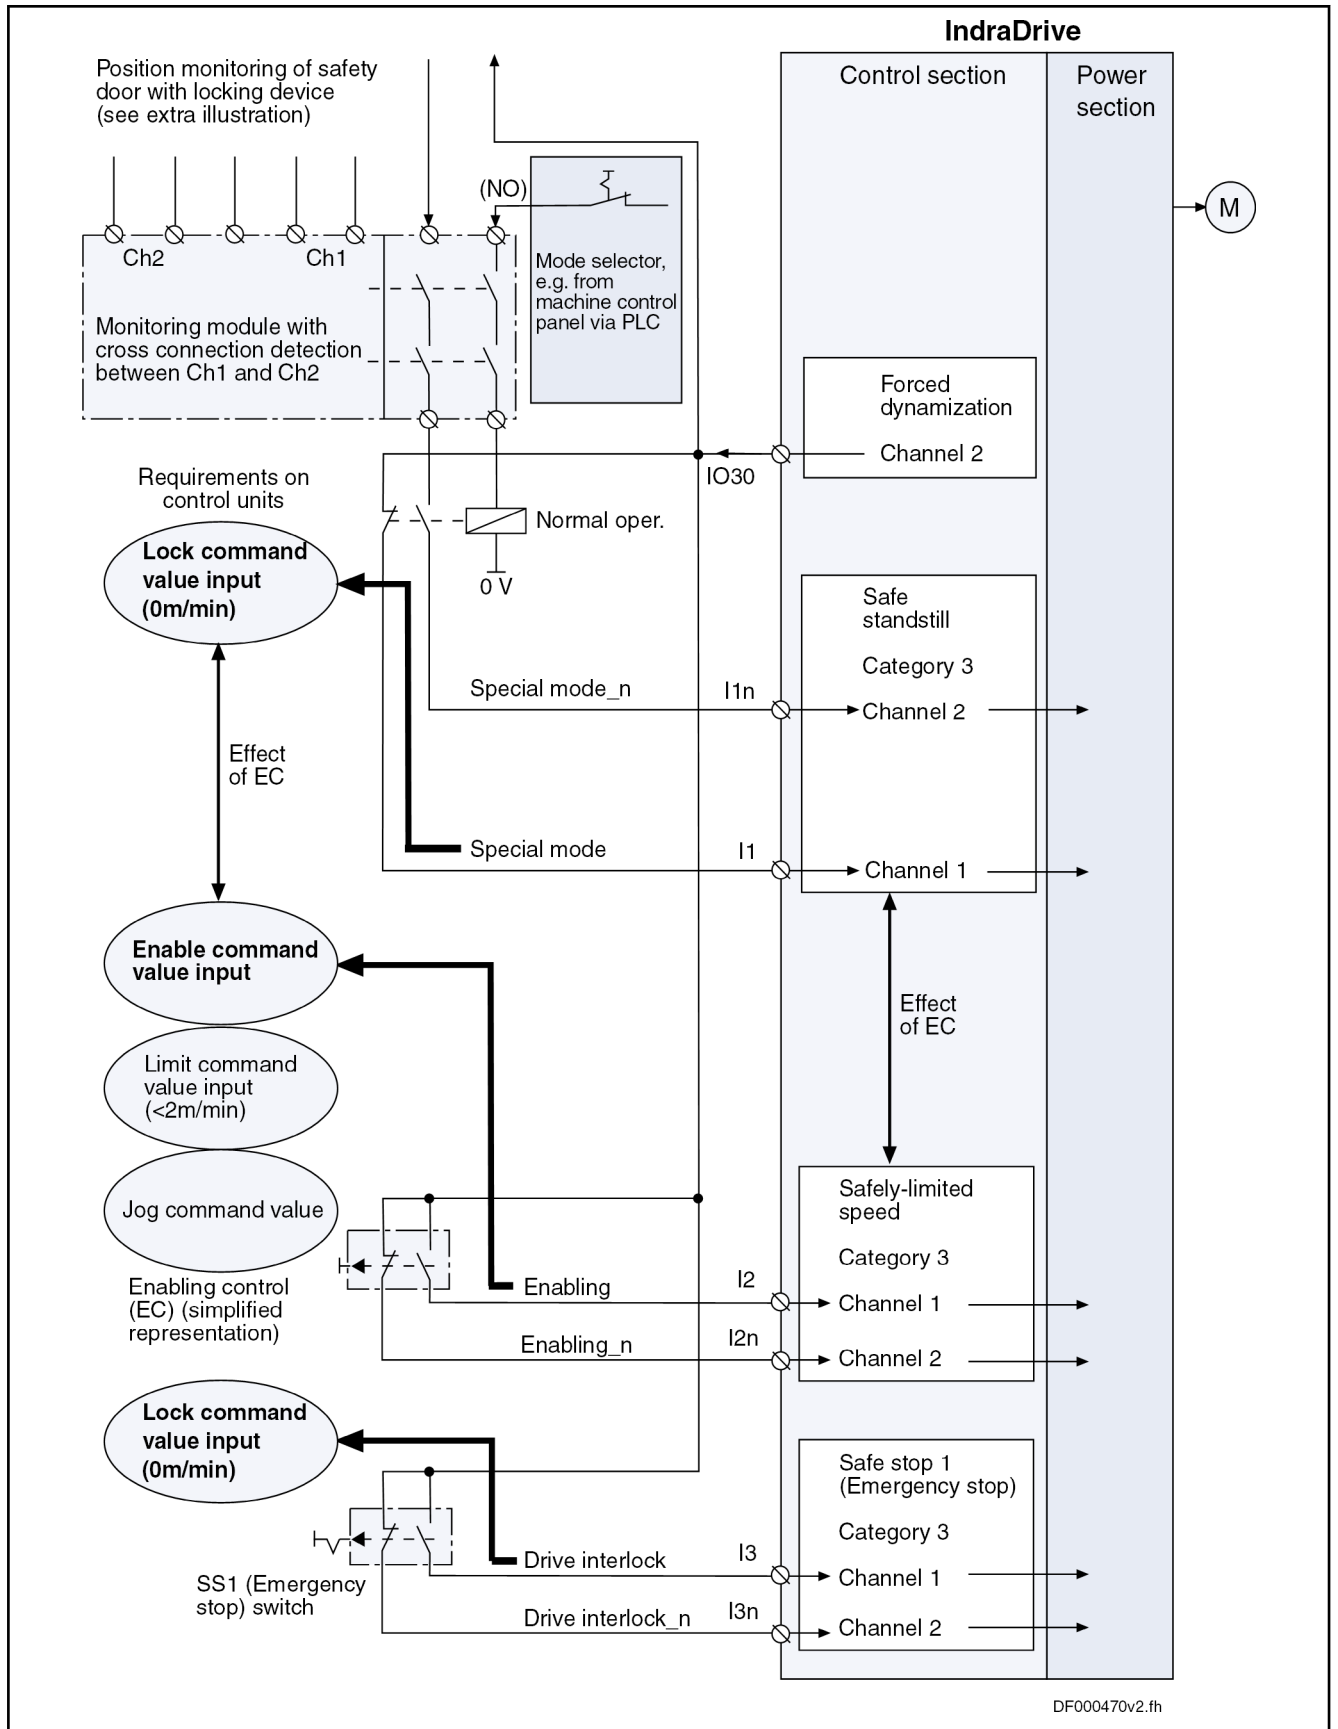 IndraDrive
Control section
Power
section
Position monitoring of safety
door with locking device
(see extra illustration)
(NO)
M
Ch2
Ch1
Mode selector,
e.g. from
machine control
panel via PLC
Monitoring module with
cross connection detection
between Ch1 and Ch2
Forced
dynamization
Channel 2
IO30
Requirements on
control units
Normal oper.
0 V
Lock command
value input
(0m/min)
Safe
standstill
Category 3
Channel 2
Special mode_n
I1n
Effect
of EC
Special mode
I1
Channel 1
Enable command
value input
Effect
of EC
Limit command
value input
(<2m/min)
Jog command value
Safely-limited
speed
Category 3
Channel 1
Channel 2
Enabling control
(EC) (simplified
representation)
Enabling
I2
Enabling_n
I2n
Lock command
value input
(0m/min)
Safe stop 1
(Emergency stop)
Category 3
Channel 1
Channel 2
SS1 (Emergency
stop) switch
Drive interlock
I3
Drive interlock_n
I3n
DF000470v2.fh